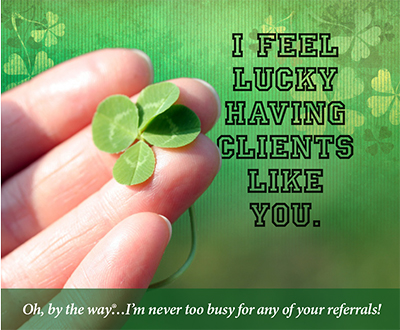 I FEEL
LUCKY
HAVING
CLIENTS
LIKE
YOU.
Oh, by the way®…I'm never too busy for any of your referrals!